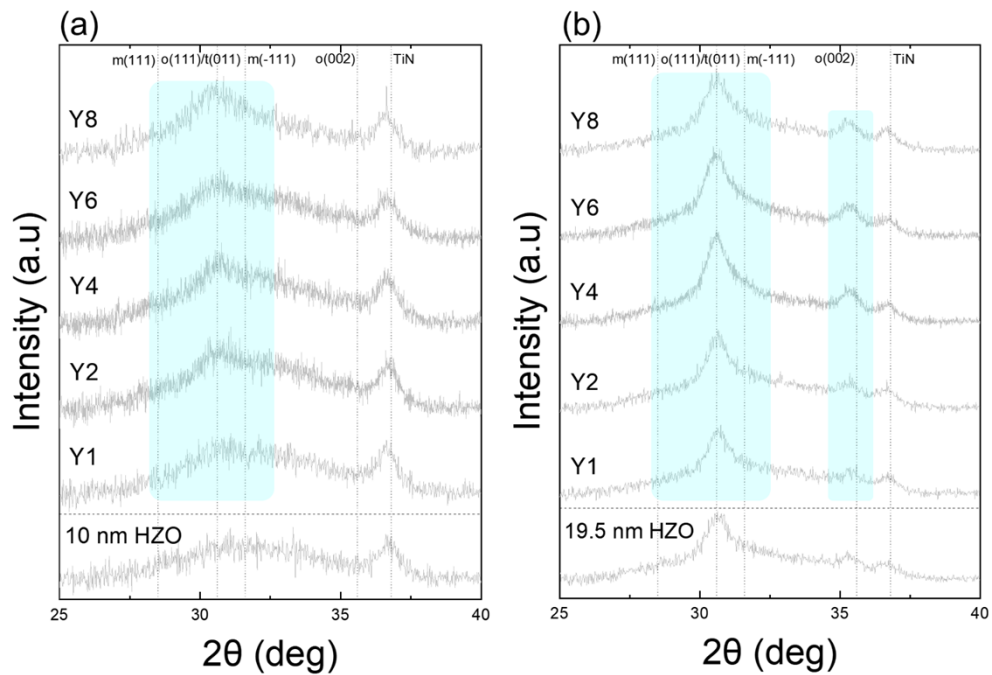 (a)
m(111) o(111)/t(011) m(-111) o(002) TiN
Y8
Y6
Y4
Y2
Y1
10 nm HZO
Intensity (a.u)
25 30 35 40
2θ (deg)
(b)
m(111) o(111)/t(011) m(-111) o(002) TiN
Y8
Y6
Y4
Y2
Y1
19.5 nm HZO
Intensity (a.u)
25 30 35 40
2θ (deg)